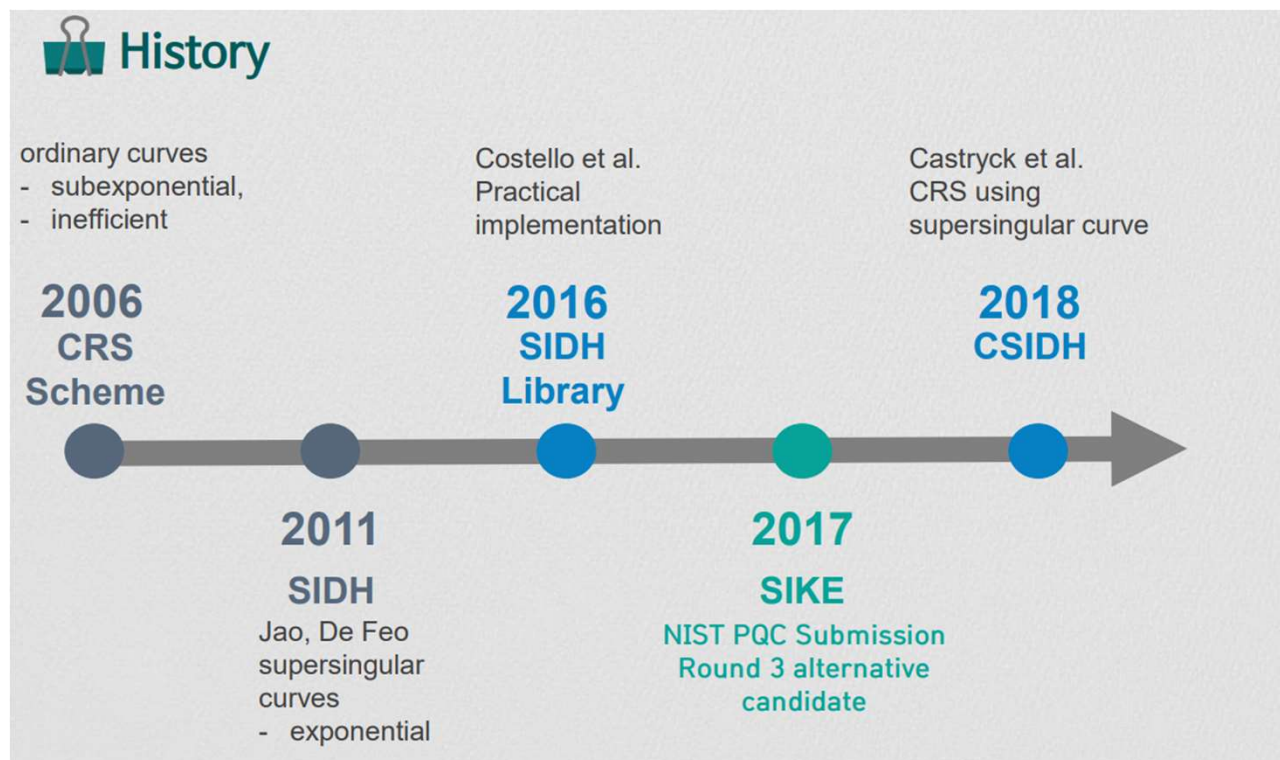 History
ordinary curves
- subexponential,
- inefficient
2006
CRS
Scheme
2011
SIDH
Jao, De Feo
supersingular
curves
- exponential
Costello et al.
Practical
implementation
2016
SIDH
Library
2017
SIKE
NIST PQC Submission
Round 3 alternative
candidate
Castryck et al.
CRS using
supersingular curve
2018
CSIDH